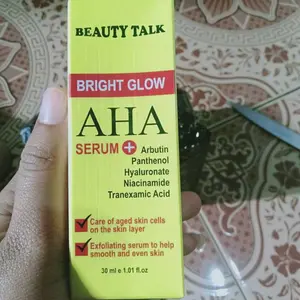 BEAUTY TALK
BRIGHT GLOW
AHA
SERUM + Arbutin
Panthenol
Hyaluronate
Niacinamide
Tranexamic Acid
Care of aged skin cells
on the skin layer
Exfoliating serum to help
smooth and even skin
30 ml e 1.01 fl.oz